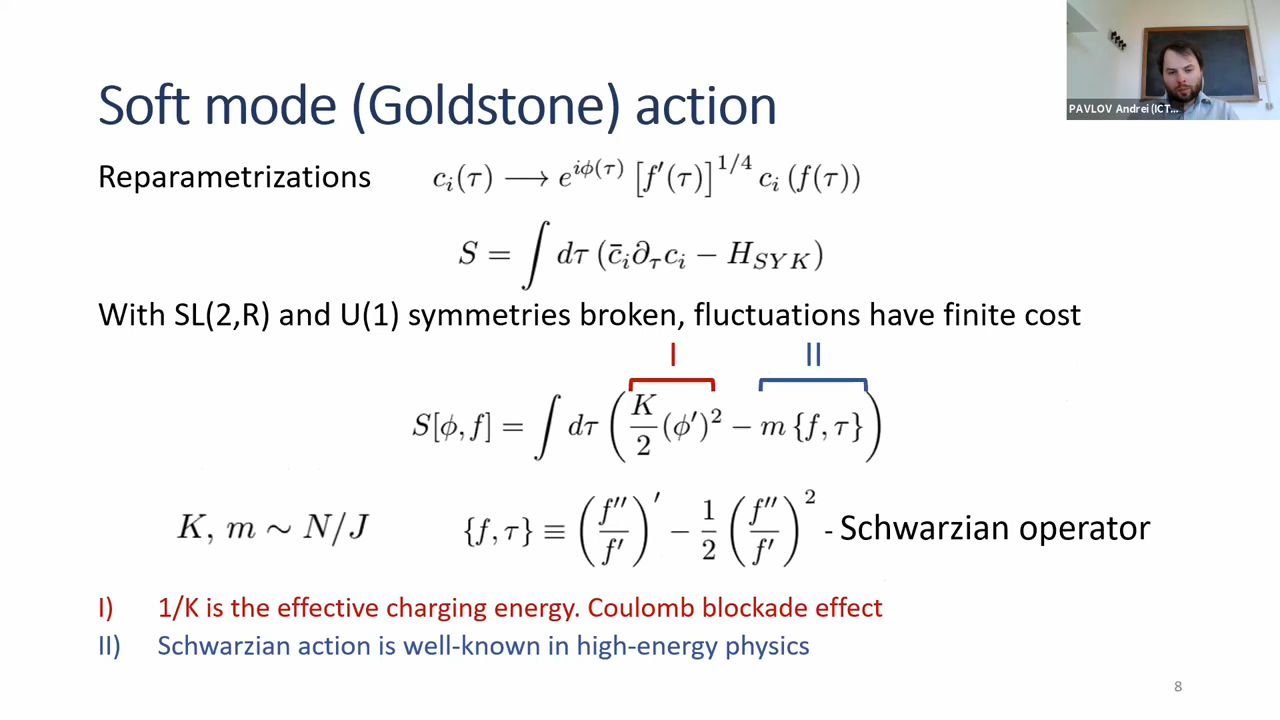 PAVLOV Andrei (ICT...
Soft mode (Goldstone) action
Reparametrizations c_i(τ) ⟶ e^{iφ(τ)} [f′(τ)]^{1/4} c_i (f(τ))
S = ∫ dτ (c̄_i ∂_τ c_i − H_{SYK})
With SL(2,R) and U(1) symmetries broken, fluctuations have finite cost
I II
S[φ, f] = ∫ dτ ( K/2 (φ′)² − m {f, τ} )
K, m ∼ N/J {f, τ} ≡ (f″/f′)′ − 1/2 (f″/f′)² - Schwarzian operator
I) 1/K is the effective charging energy. Coulomb blockade effect
II) Schwarzian action is well-known in high-energy physics
8